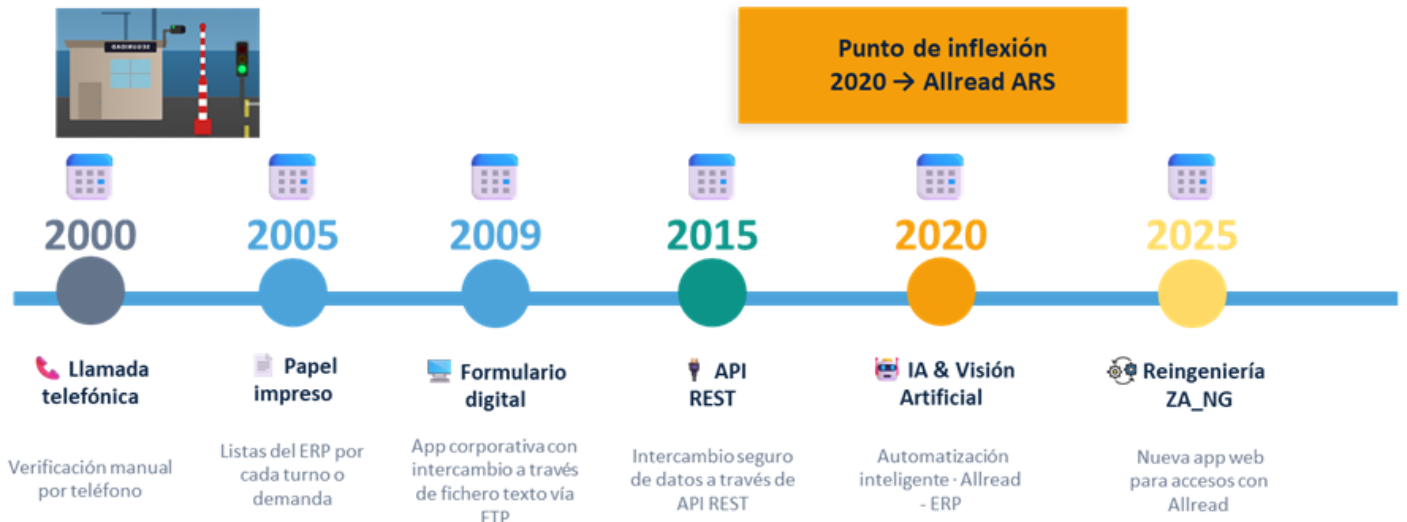 Punto de inflexión
2020 → Allread ARS
2000
2005
2009
2015
2020
2025
Llamada
telefónica
Papel
impreso
Formulario
digital
API
REST
IA & Visión
Artificial
Reingeniería
ZA_NG
Verificación manual
por teléfono
Listas del ERP por
cada turno o
demanda
App corporativa con
intercambio a través
de fichero texto vía
FTP
Intercambio seguro
de datos a través de
API REST
Automatización
inteligente · Allread
- ERP
Nueva app web
para accesos con
Allread